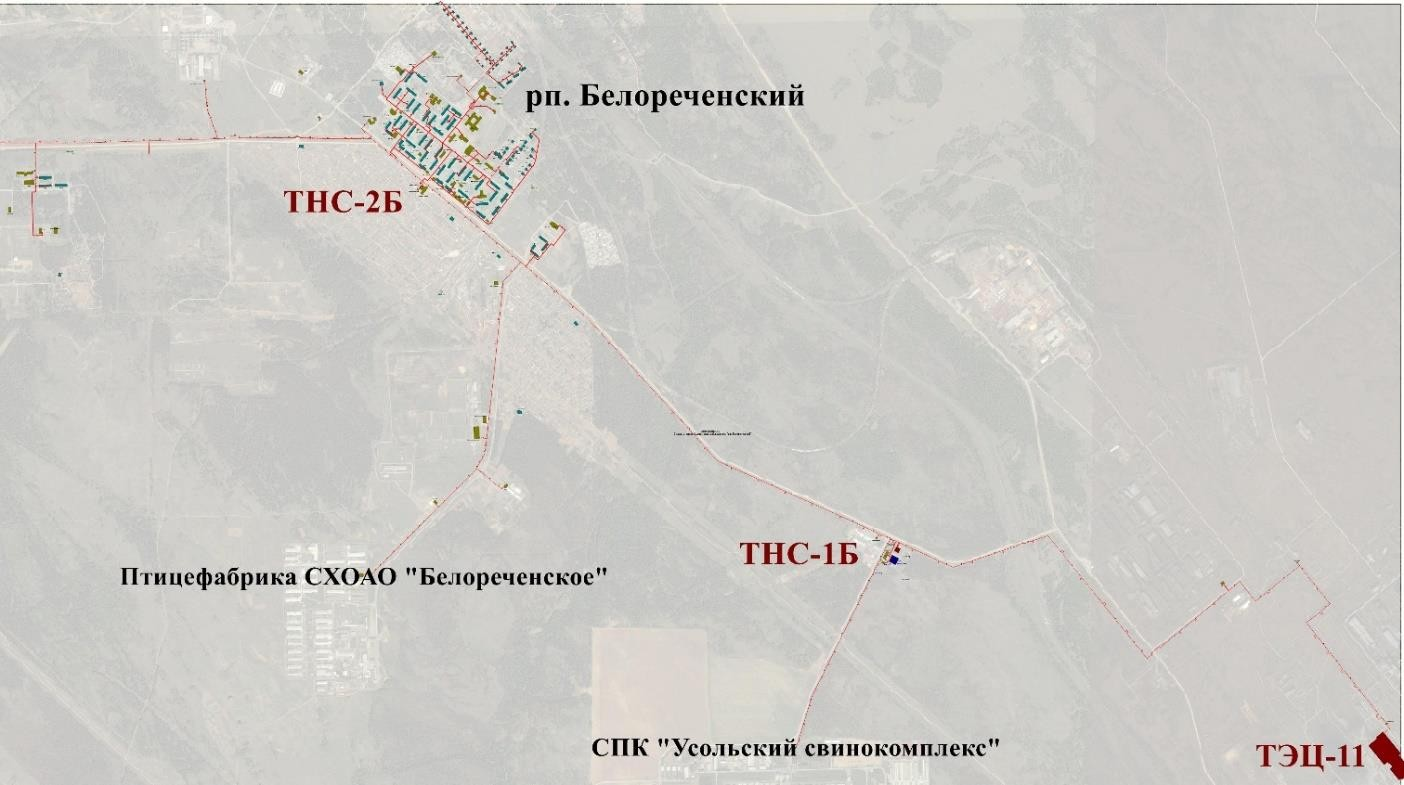 рп. Белореченский
ТНС-2Б
ТНС-1Б
Птицефабрика СХОАО "Белореченское"
СПК "Усольский свинокомплекс"
ТЭЦ-11